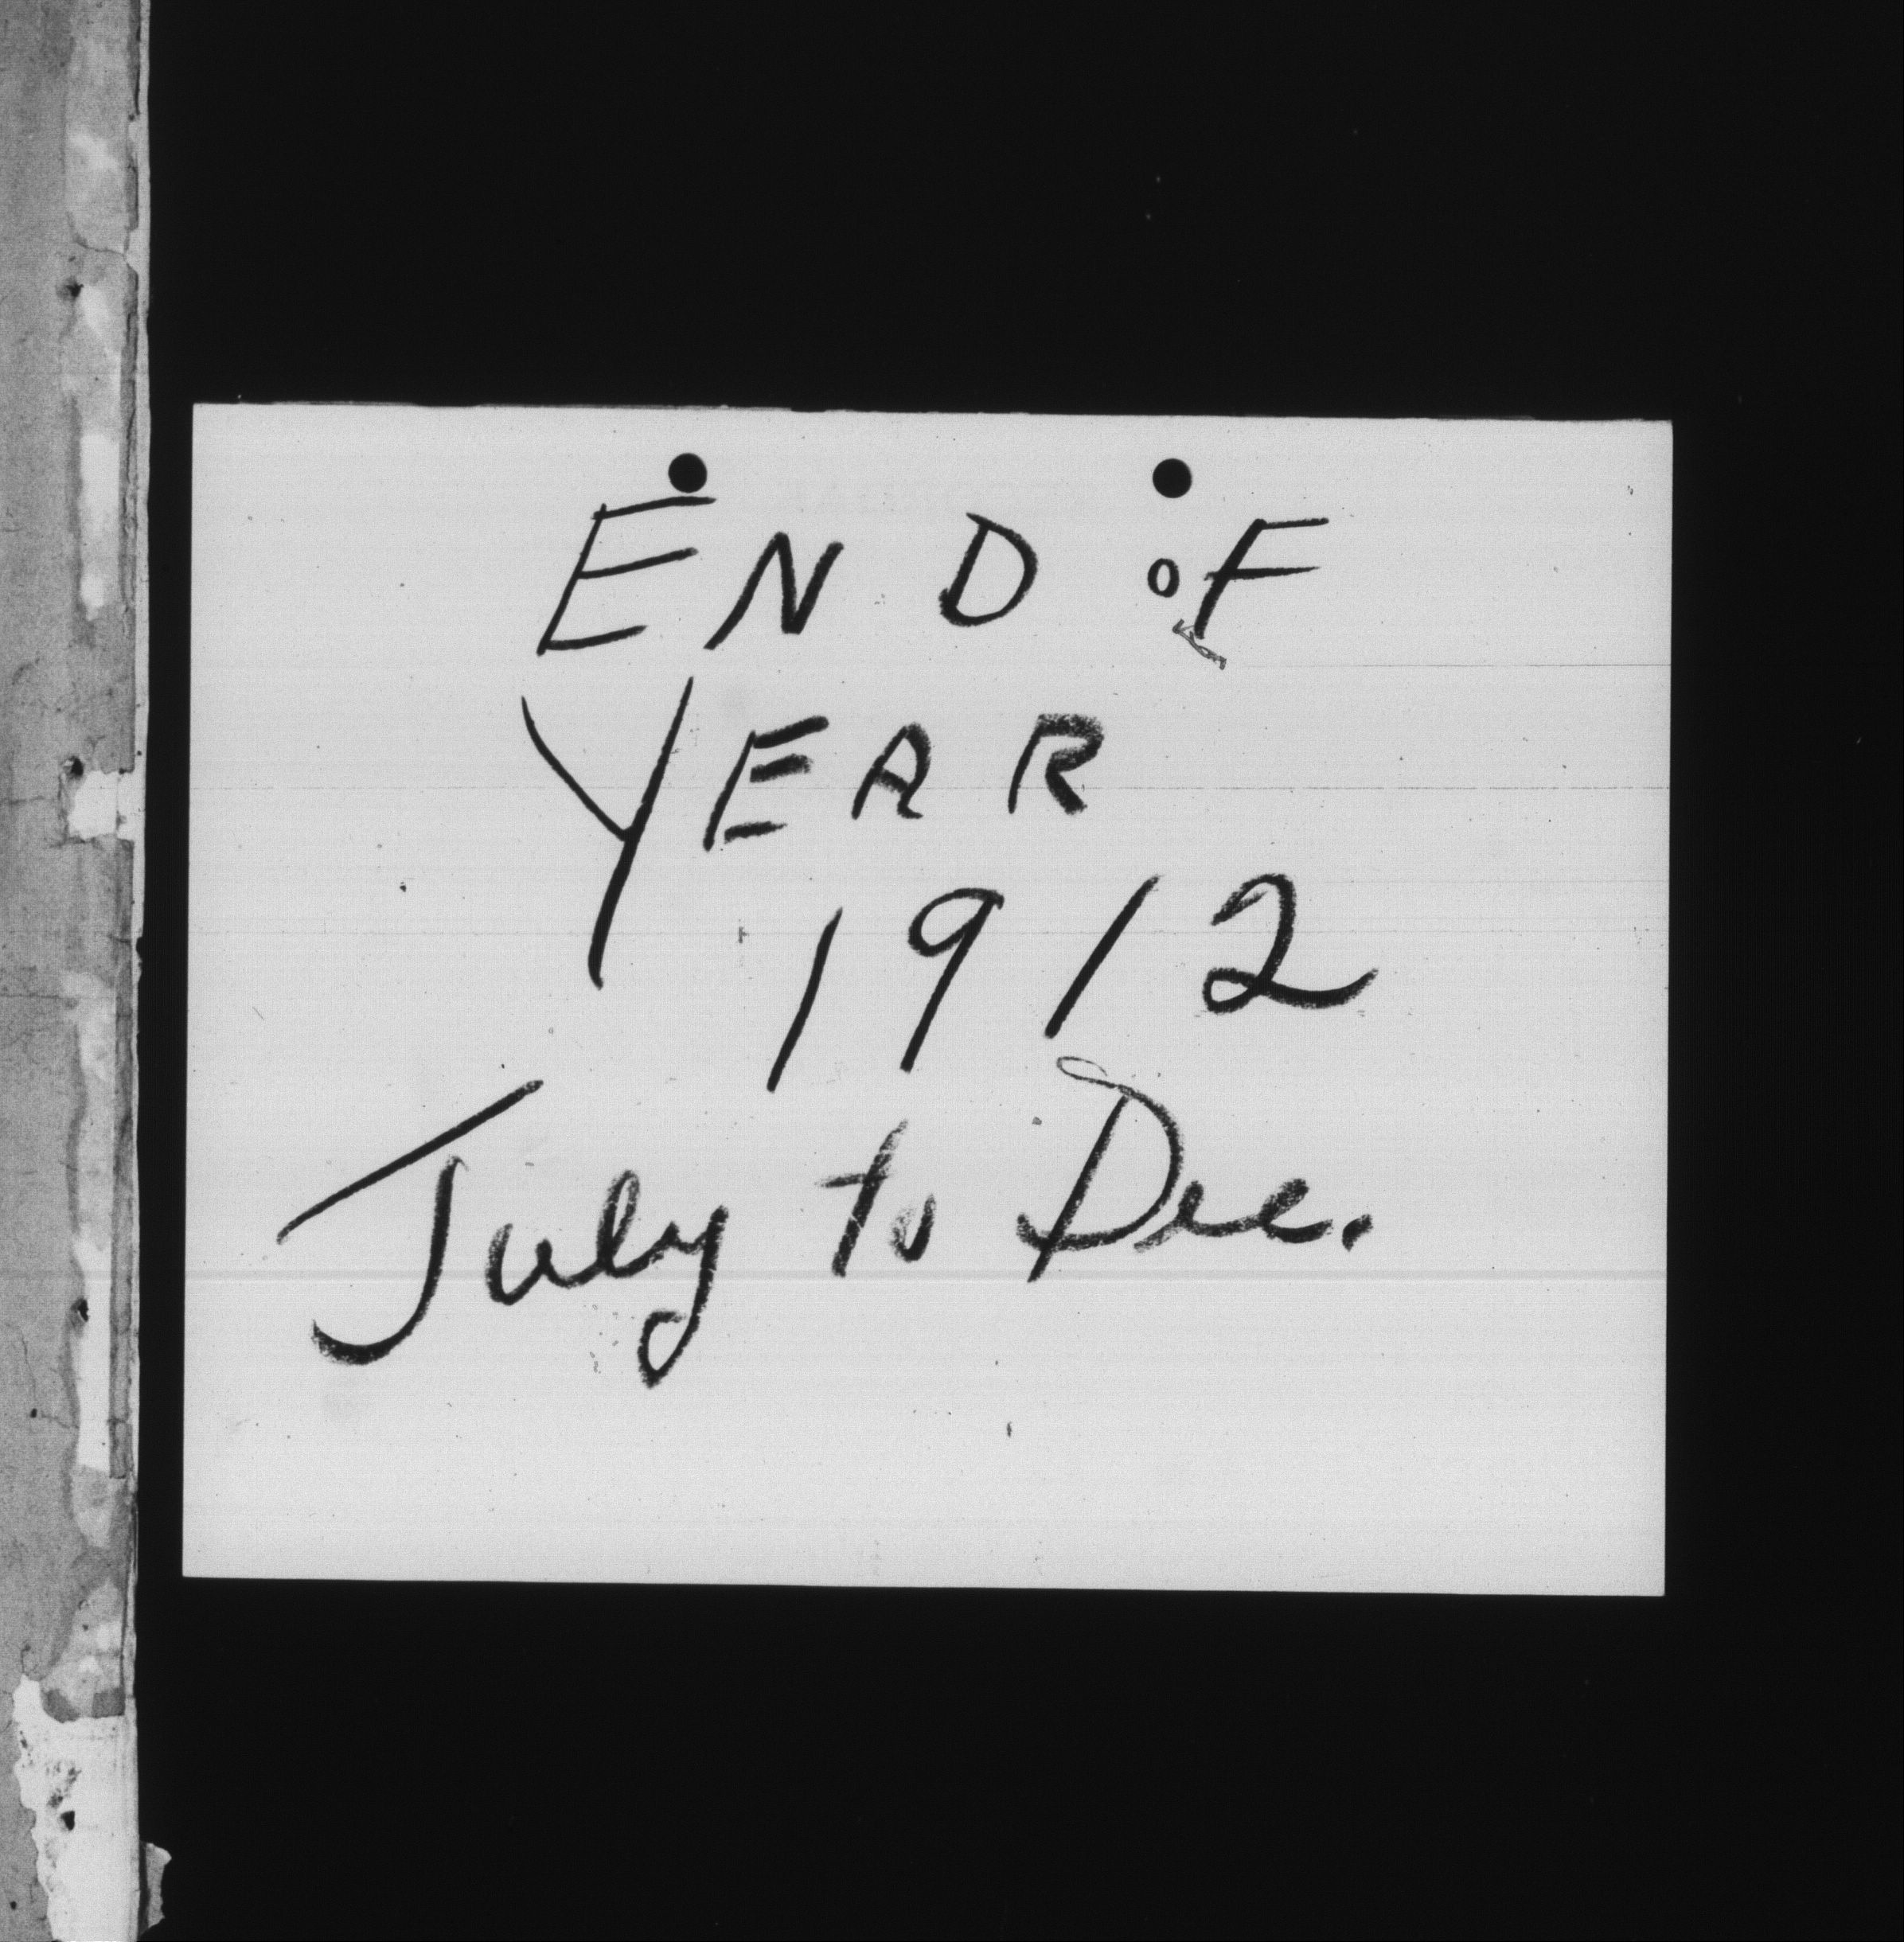 END OF
YEAR
1912
July to Dec.